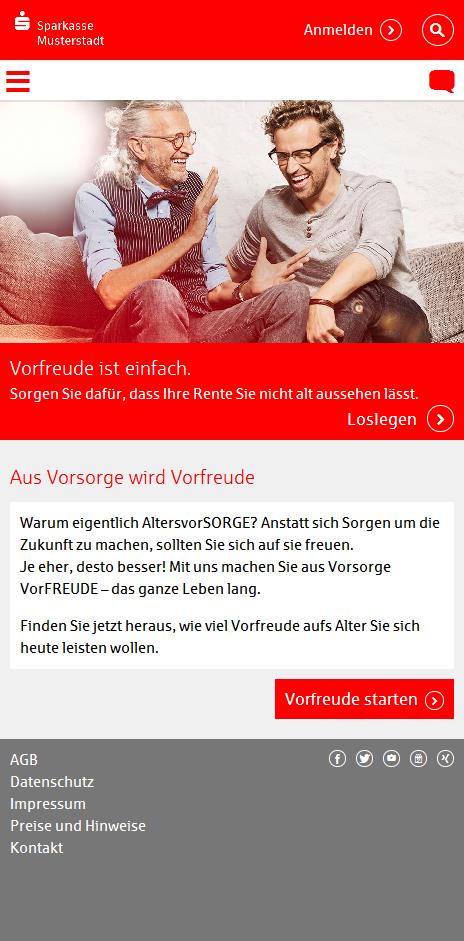 Sparkasse
Musterstadt
Anmelden
Vorfreude ist einfach.
Sorgen Sie dafür, dass Ihre Rente Sie nicht alt aussehen lässt.
Loslegen
Aus Vorsorge wird Vorfreude
Warum eigentlich AltersvorSORGE? Anstatt sich Sorgen um die
Zukunft zu machen, sollten Sie sich auf sie freuen.
Je eher, desto besser! Mit uns machen Sie aus Vorsorge
VorFREUDE – das ganze Leben lang.
Finden Sie jetzt heraus, wie viel Vorfreude aufs Alter Sie sich
heute leisten wollen.
Vorfreude starten
AGB
Datenschutz
Impressum
Preise und Hinweise
Kontakt